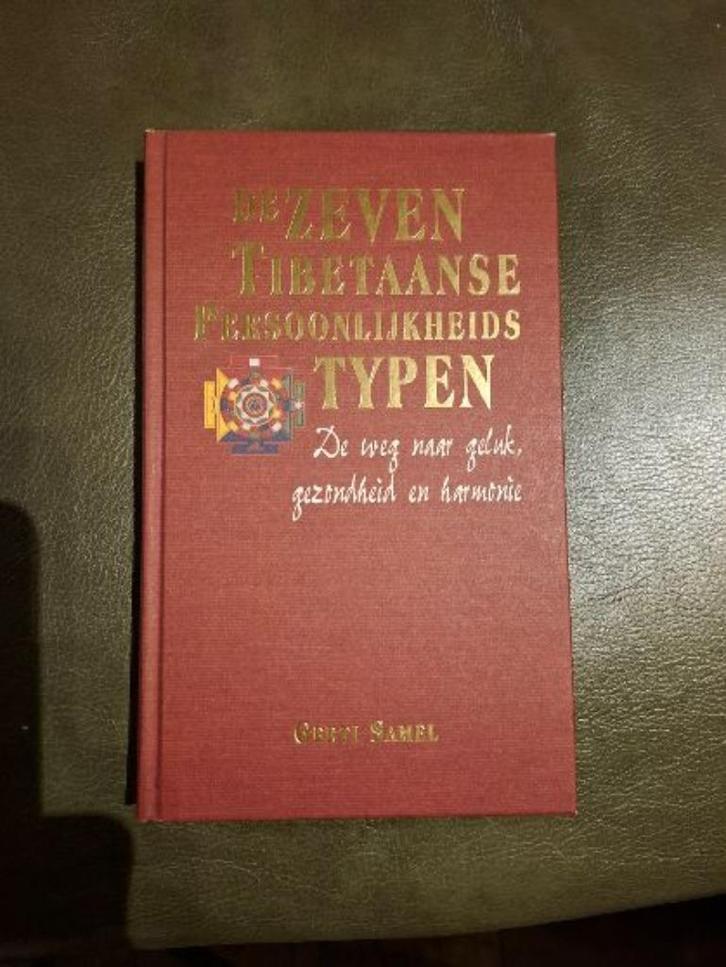 DE ZEVEN
TIBETAANSE
PERSOONLIJKHEIDS
TYPEN
De weg naar geluk,
gezondheid en harmonie
GERTI SAMEL